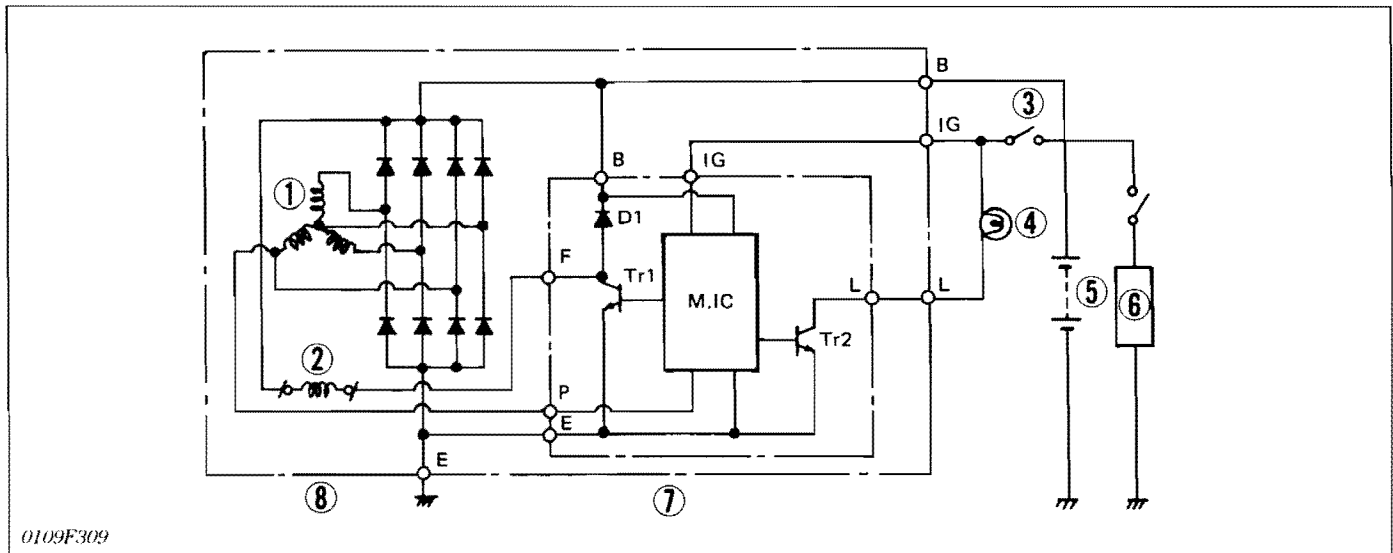 B
③
IG
B
IG
①
D1
④
F
Tr1
M.IC
L
L
⑤
⑥
Tr2
②
P
E
E
⑧
⑦
0109F309